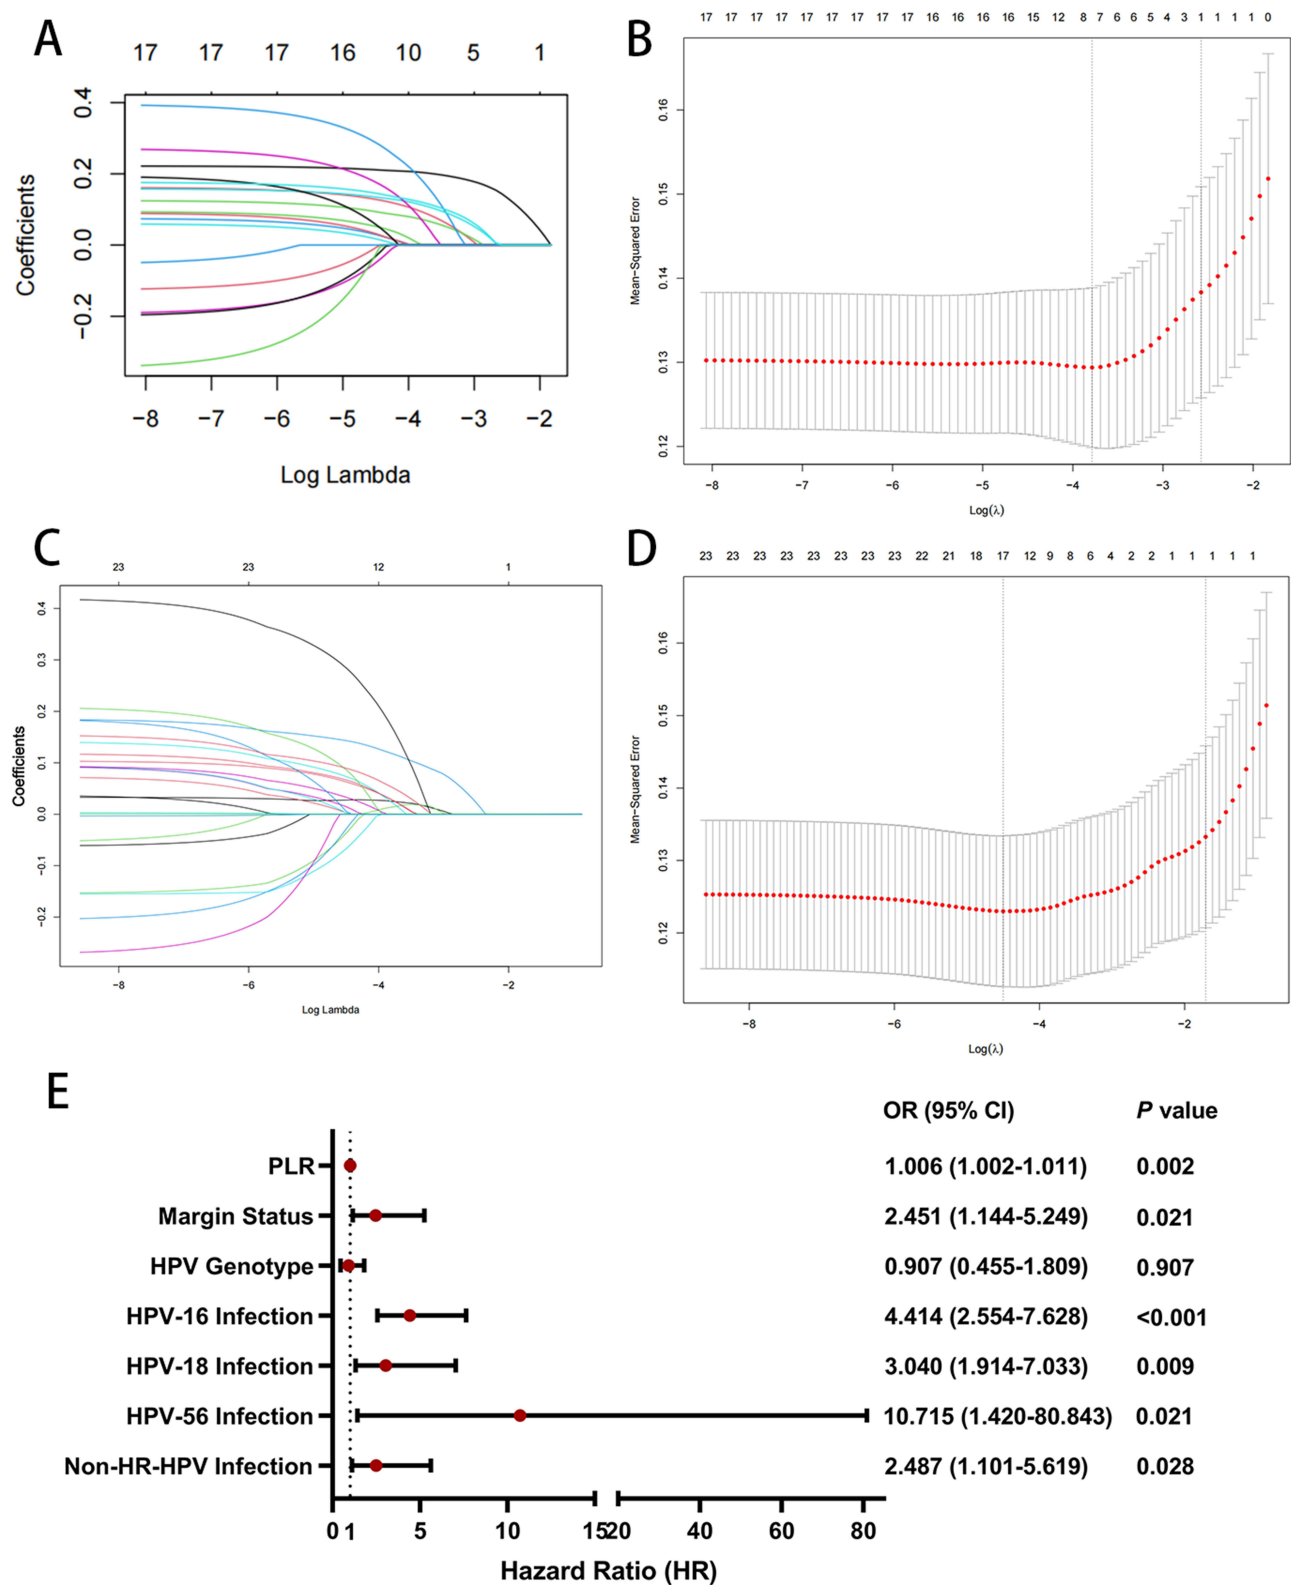 A
17 17 17 16 10 5 1
0.4
0.2
0.0
−0.2
Coefficients
−8 −7 −6 −5 −4 −3 −2
Log Lambda
B
17 17 17 17 17 17 17 17 17 16 16 16 16 15 12 8 7 6 6 5 4 3 1 1 1 1 0
0.16
0.15
0.14
0.13
0.12
Mean−Squared Error
−8 −7 −6 −5 −4 −3 −2
Log(λ)
C
23 23 12 1
0.4
0.3
0.2
0.1
0.0
−0.1
−0.2
Coefficients
−8 −6 −4 −2
Log Lambda
D
23 23 23 23 23 23 23 23 22 21 18 17 12 9 8 6 4 2 2 1 1 1 1 1
0.16
0.15
0.14
0.13
0.12
Mean−Squared Error
−8 −6 −4 −2
Log(λ)
E
OR (95% CI) P value
PLR 1.006 (1.002-1.011) 0.002
Margin Status 2.451 (1.144-5.249) 0.021
HPV Genotype 0.907 (0.455-1.809) 0.907
HPV-16 Infection 4.414 (2.554-7.628) <0.001
HPV-18 Infection 3.040 (1.914-7.033) 0.009
HPV-56 Infection 10.715 (1.420-80.843) 0.021
Non-HR-HPV Infection 2.487 (1.101-5.619) 0.028
0 1 5 10 15 20 40 60 80
Hazard Ratio (HR)